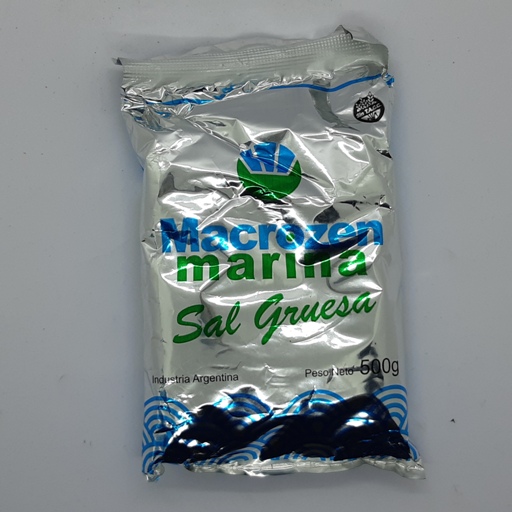 Macrozen
marina
Sal Gruesa
Industria Argentina
Peso Neto 500g